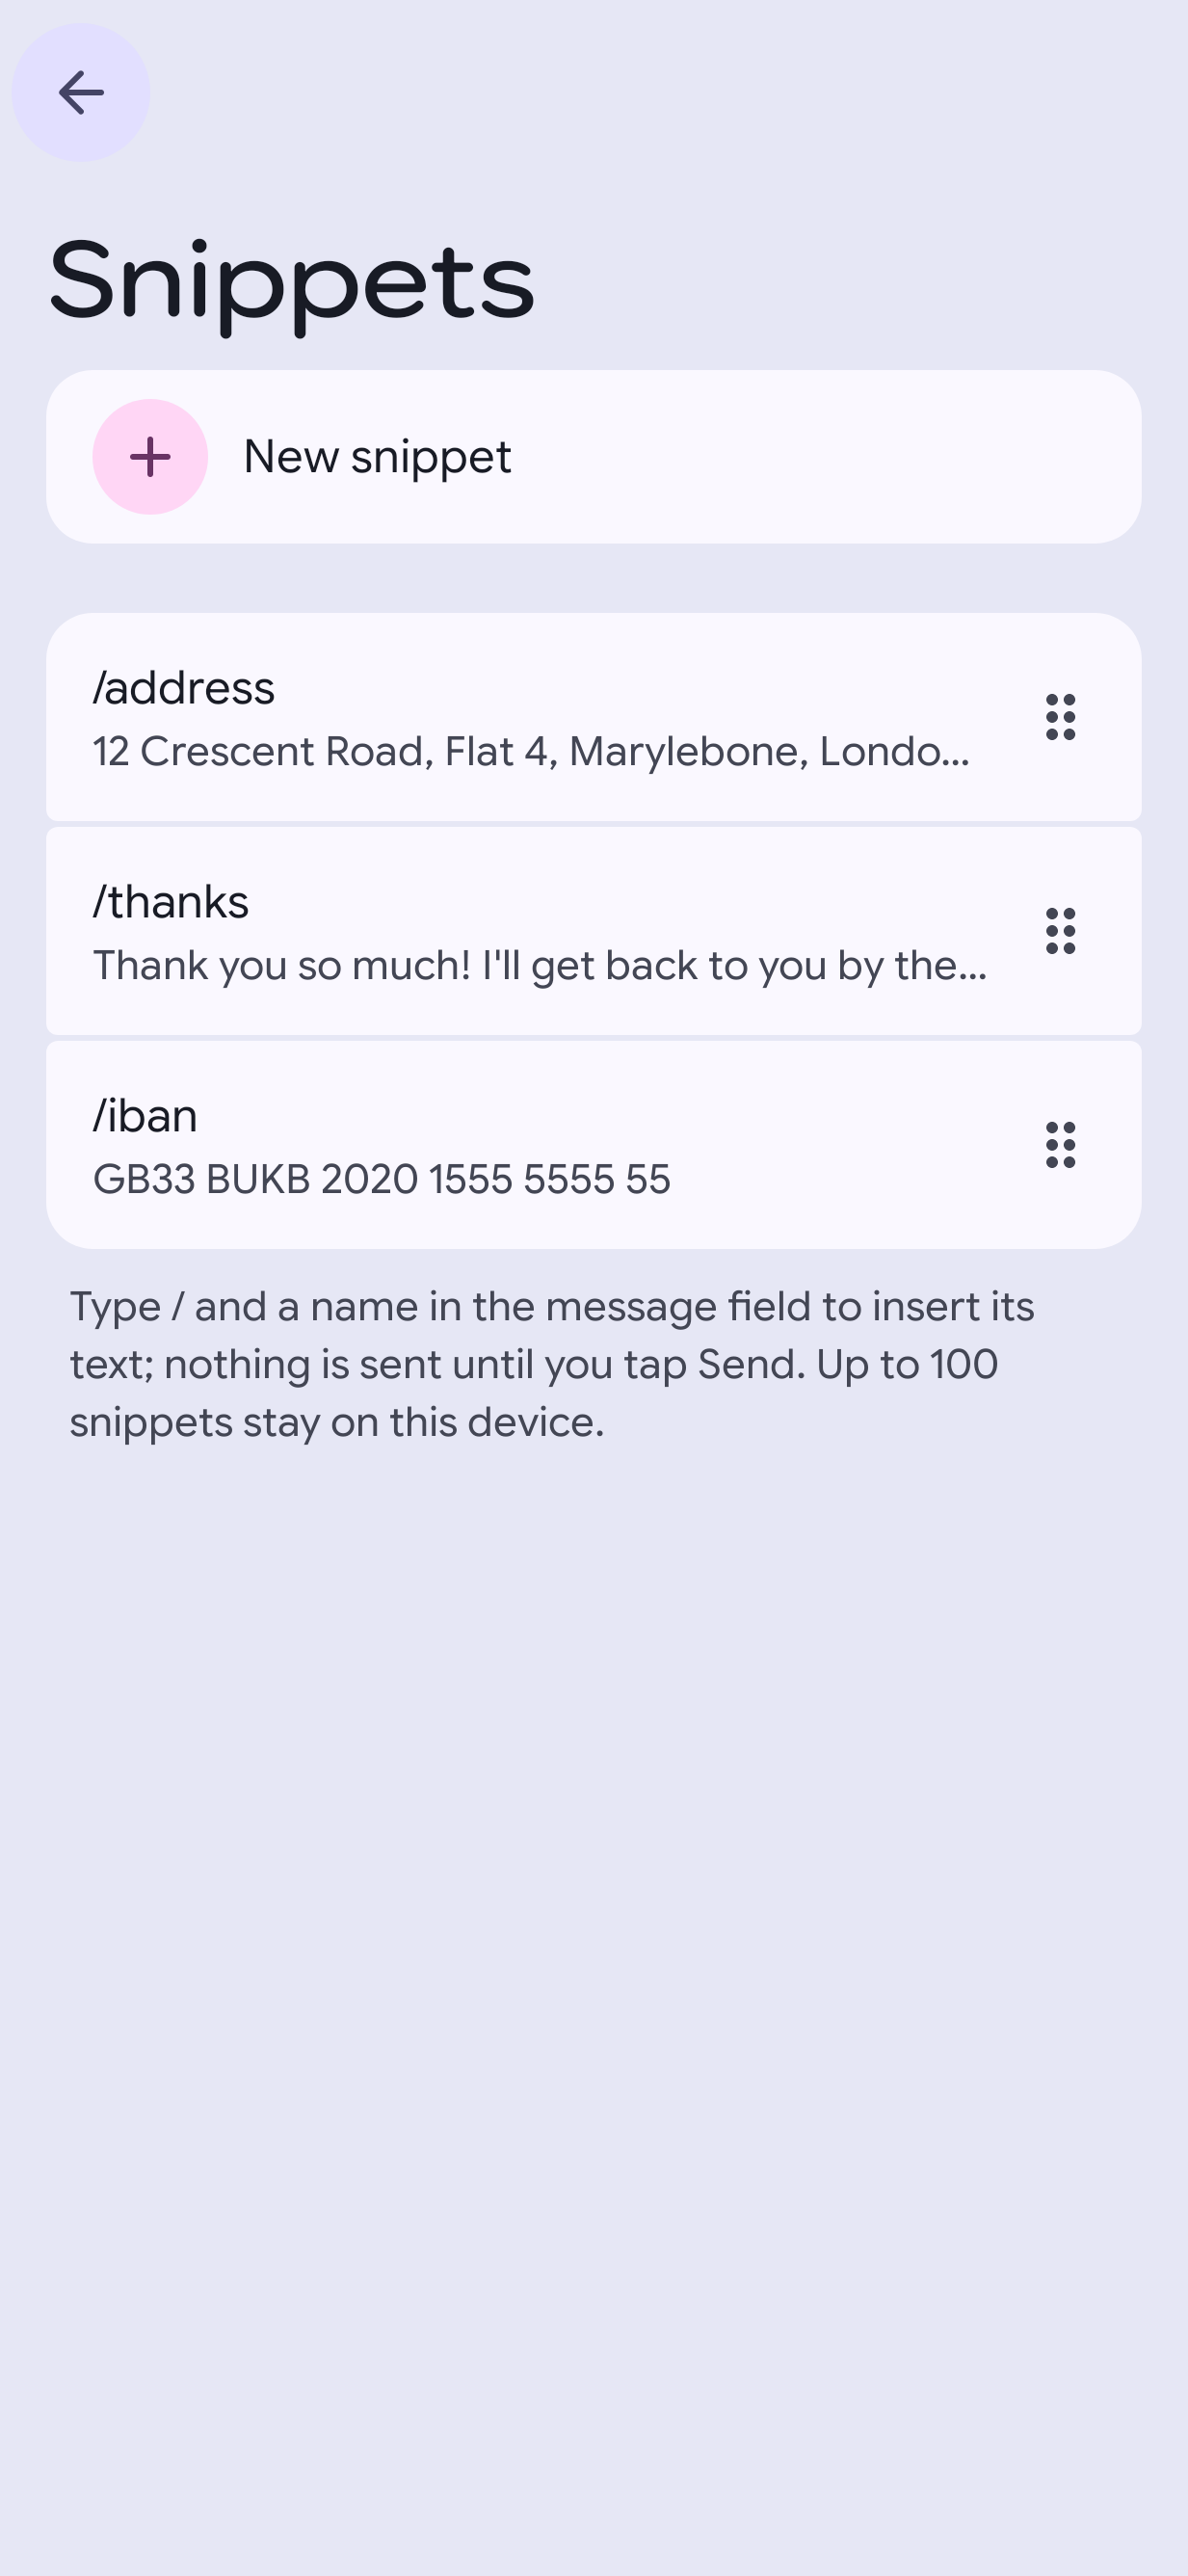 Snippets
New snippet
/address
12 Crescent Road, Flat 4, Marylebone, Londo...
/thanks
Thank you so much! I'll get back to you by the...
/iban
GB33 BUKB 2020 1555 5555 55
Type / and a name in the message field to insert its
text; nothing is sent until you tap Send. Up to 100
snippets stay on this device.